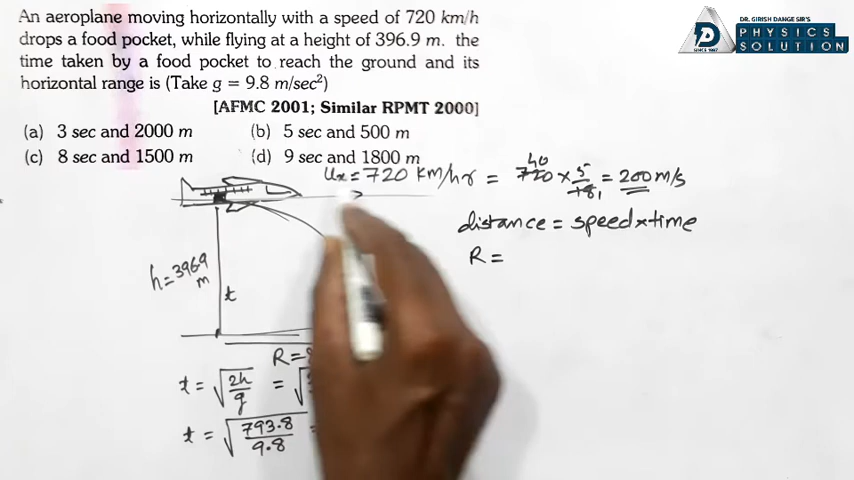 An aeroplane moving horizontally with a speed of 720 km/h
drops a food pocket, while flying at a height of 396.9 m. the
time taken by a food pocket to reach the ground and its
horizontal range is (Take g = 9.8 m/sec²)
[AFMC 2001; Similar RPMT 2000]
(a) 3 sec and 2000 m
(b) 5 sec and 500 m
(c) 8 sec and 1500 m
(d) 9 sec and 1800 m
DR. GIRISH DANGE SIR'S
PHYSICS
SOLUTION
SINCE 1987
uₓ = 720 km/hr = 720 40 × 5/18 1 = 200 m/s
distance = speed × time
R =
h = 3969 m
t
R =
t = √(2h/g) = √
t = √(793.8/9.8) =